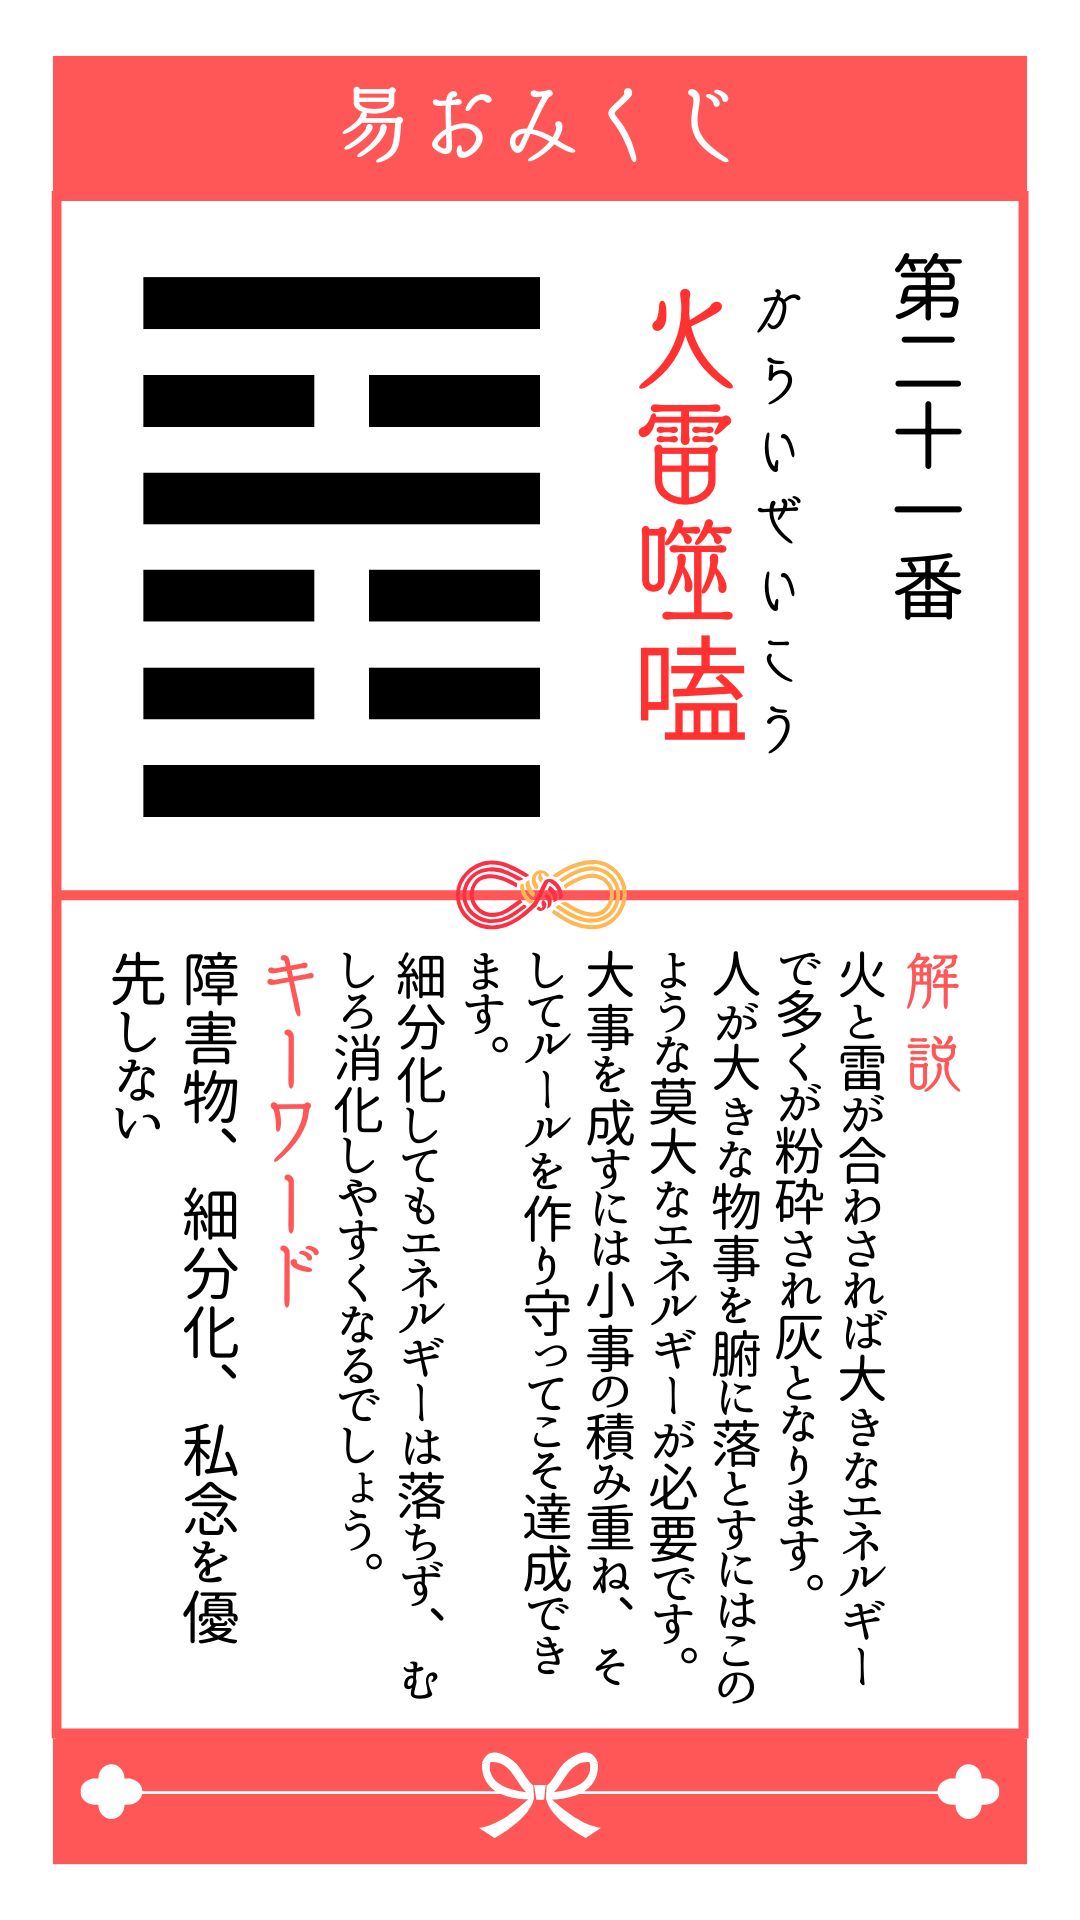 易おみくじ
第二十一番
からいぜいこう
火雷噬嗑
解説
火と雷が合わされば大きなエネルギー
で多くが粉砕され灰となります。
人が大きな物事を腑に落とすにはこの
ような莫大なエネルギーが必要です。
大事を成すには小事の積み重ね、そ
してルールを作り守ってこそ達成でき
ます。
細分化してもエネルギーは落ちず、む
しろ消化しやすくなるでしょう。
キーワード
障害物、細分化、私念を優
先しない